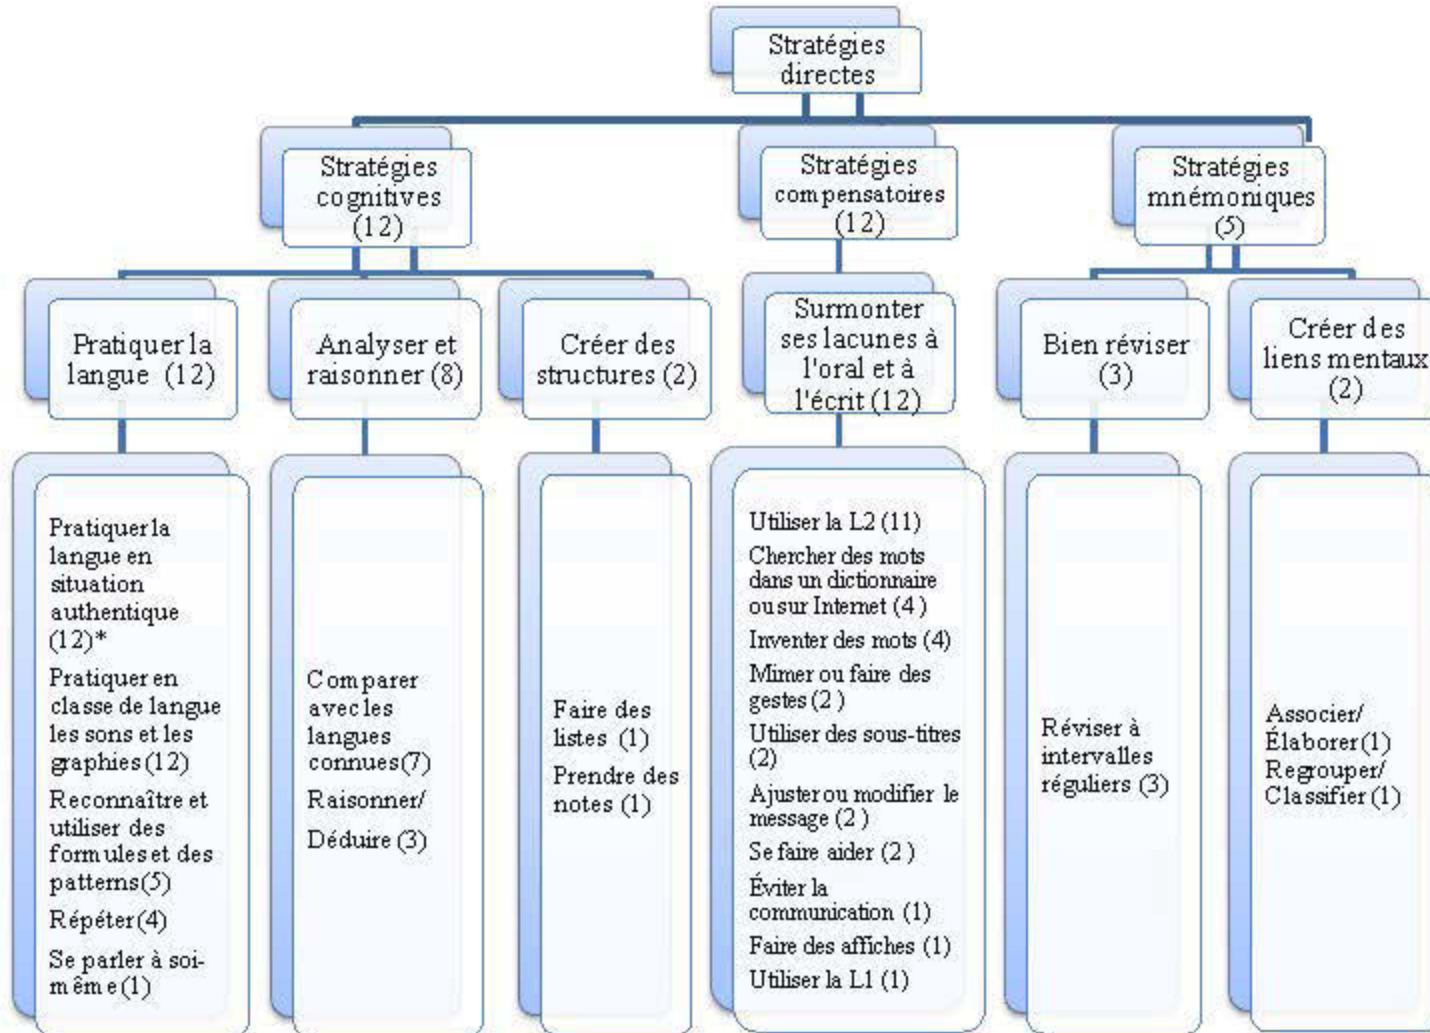 Stratégies
directes
Stratégies
cognitives
(12)
Stratégies
compensatoires
(12)
Stratégies
mnémoniques
(5)
Pratiquer la
langue (12)
Analyser et
raisonner (8)
Créer des
structures (2)
Surmonter
ses lacunes à
l'oral et à
l'écrit (12)
Bien réviser
(3)
Créer des
liens mentaux
(2)
Pratiquer la
langue en
situation
authentique
(12)*
Pratiquer en
classe de langue
les sons et les
graphies (12)
Reconnaître et
utiliser des
formules et des
patterns (5)
Répéter (4)
Se parler à soi-
même (1)
Comparer
avec les
langues
connues (7)
Raisonner/
Déduire (3)
Faire des
listes (1)
Prendre des
notes (1)
Utiliser la L2 (11)
Chercher des mots
dans un dictionnaire
ou sur Internet (4)
Inventer des mots (4)
Mimer ou faire des
gestes (2)
Utiliser des sous-titres
(2)
Ajuster ou modifier le
message (2)
Se faire aider (2)
Éviter la
communication (1)
Faire des affiches (1)
Utiliser la L1 (1)
Réviser à
intervalles
réguliers (3)
Associer/
Élaborer (1)
Regrouper/
Classifier (1)